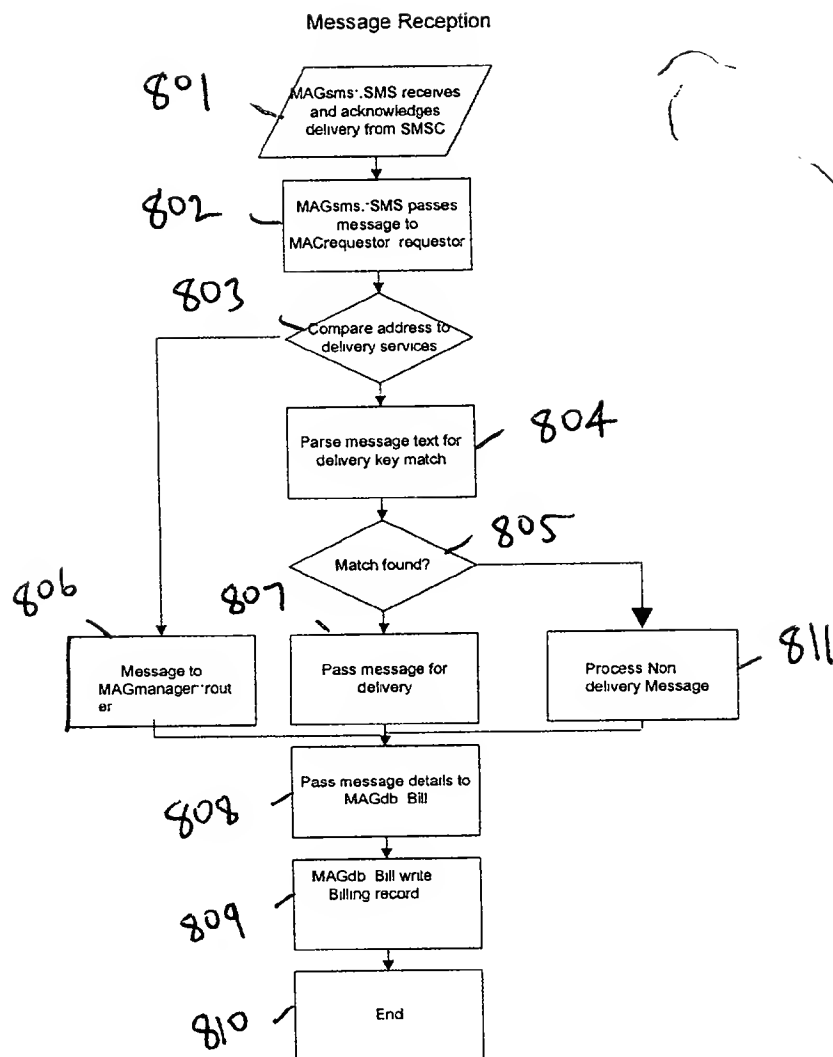 Message Reception
801
MAGsms:.SMS receives
and acknowledges
delivery from SMSC
802
MAGsms.:SMS passes
message to
MACrequestor requestor
803
Compare address to
delivery services
Parse message text for
delivery key match
804
Match found?
805
806
Message to
MAGmanager:rout
er
807
Pass message for
delivery
Process Non
delivery Message
811
Pass message details to
MAGdb Bill
808
MAGdb Bill write
Billing record
809
End
810